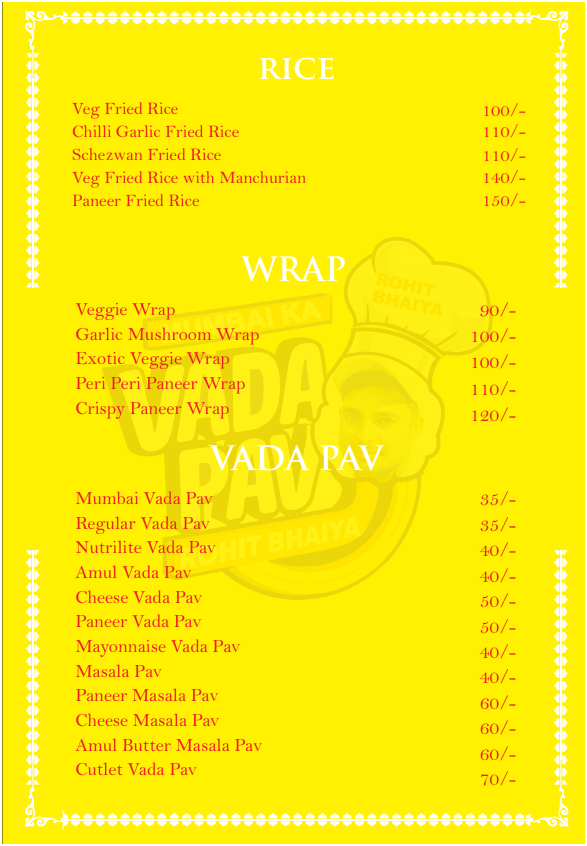 RICE
Veg Fried Rice 100/-
Chilli Garlic Fried Rice 110/-
Schezwan Fried Rice 110/-
Veg Fried Rice with Manchurian 140/-
Paneer Fried Rice 150/-
WRAP
ROHIT
BHAIYA
Veggie Wrap 90/-
MUMBAI KA
Garlic Mushroom Wrap 100/-
Exotic Veggie Wrap 100/-
Peri Peri Paneer Wrap 110/-
Crispy Paneer Wrap 120/-
VADA
PAV
VADA PAV
Mumbai Vada Pav 35/-
Regular Vada Pav 35/-
Nutrilite Vada Pav 40/-
ROHIT BHAIYA
Amul Vada Pav 40/-
Cheese Vada Pav 50/-
Paneer Vada Pav 50/-
Mayonnaise Vada Pav 40/-
Masala Pav 40/-
Paneer Masala Pav 60/-
Cheese Masala Pav 60/-
Amul Butter Masala Pav 60/-
Cutlet Vada Pav 70/-